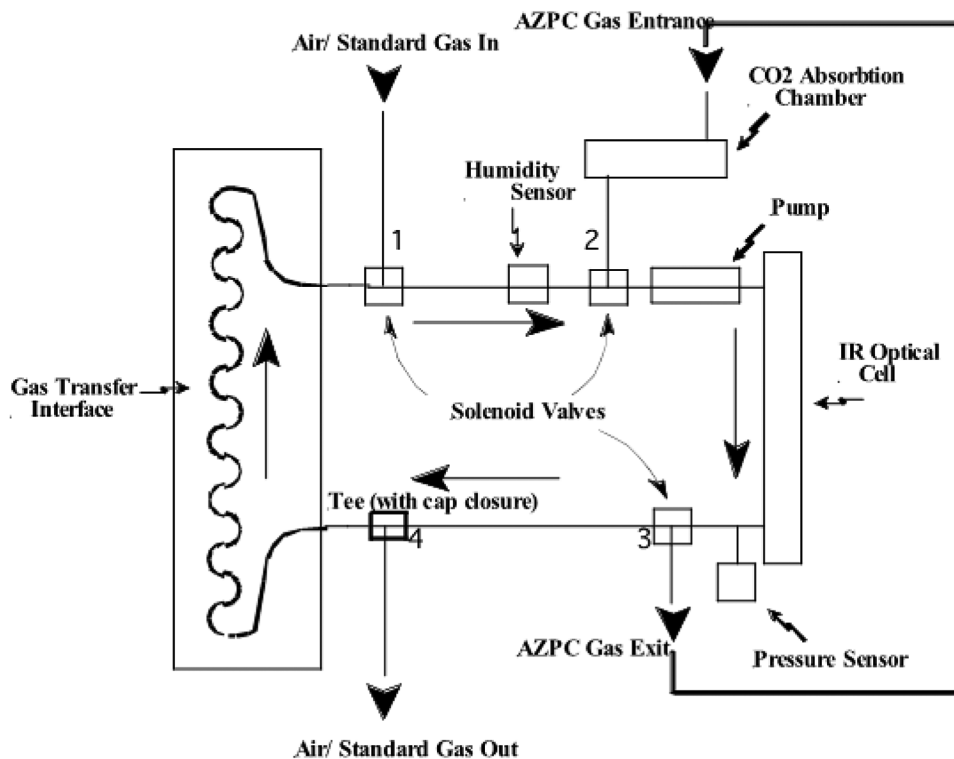 AZPC Gas Entrance
Air/ Standard Gas In
CO2 Absorbtion
Chamber
Humidity
Sensor
Pump
1
1
2
IR Optical
Cell
Gas Transfer
Interface
Solenoid Valves
Tee (with cap closure)
4
3
AZPC Gas Exit
Pressure Sensor
Air/ Standard Gas Out